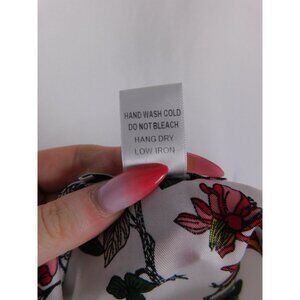 HAND WASH COLD
DO NOT BLEACH
HANG DRY
LOW IRON